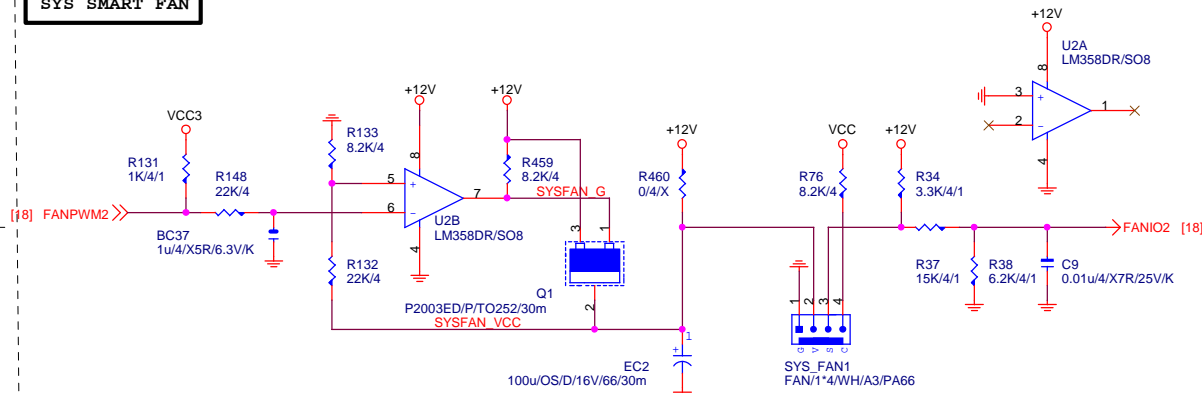 SYS SMART FAN
+12V
U2A
LM358DR/SO8
8
3
+
1
2
-
4
VCC3
R131
1K/4/1
R148
22K/4
[18] FANPWM2
BC37
1u/4/X5R/6.3V/K
R133
8.2K/4
+12V
8
5
+
7
6
-
U2B
LM358DR/SO8
4
R132
22K/4
+12V
R459
8.2K/4
SYSFAN_G
3
1
Q1
2
P2003ED/P/TO252/30m
SYSFAN_VCC
+12V
R460
0/4/X
1
+
EC2
100u/OS/D/16V/66/30m
VCC
R76
8.2K/4
+12V
R34
3.3K/4/1
1
2
3
4
G
V
S
C
SYS_FAN1
FAN/1*4/WH/A3/PA66
R37
15K/4/1
R38
6.2K/4/1
C9
0.01u/4/X7R/25V/K
FANIO2 [18]